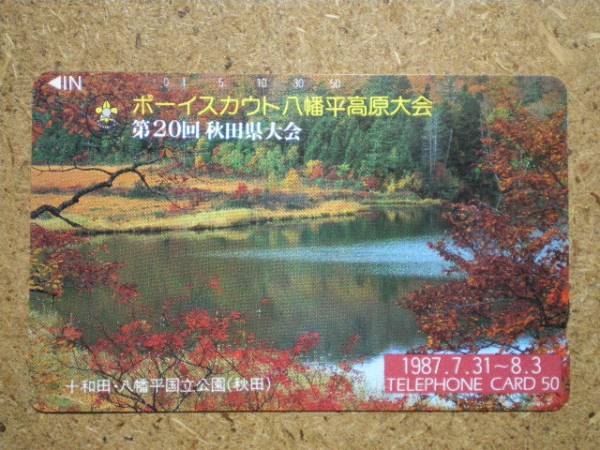 ◀IN
0 1 5 10 30 50
ボーイスカウト八幡平高原大会
第20回 秋田県大会
1987.7.31~8.3
TELEPHONE CARD 50
十和田・八幡平国立公園(秋田)